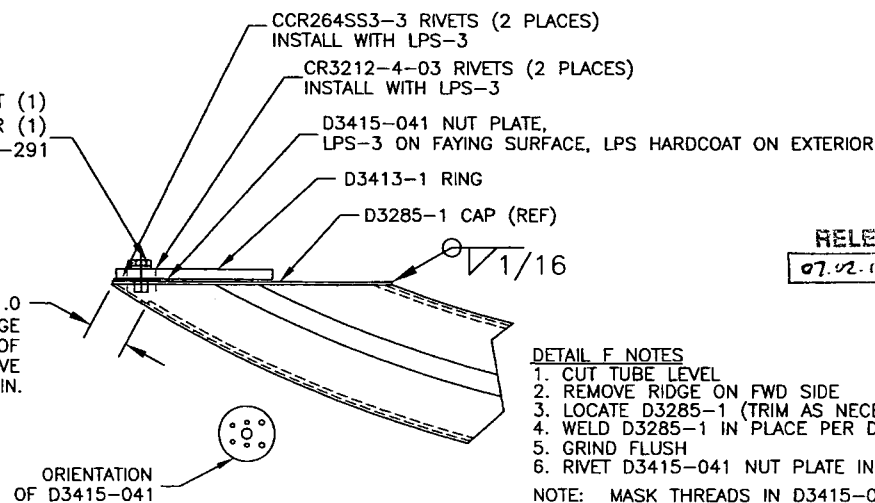 CCR264SS3-3 RIVETS (2 PLACES)
INSTALL WITH LPS-3
CR3212-4-03 RIVETS (2 PLACES)
INSTALL WITH LPS-3
T (1)
R (1)
-291
D3415-041 NUT PLATE,
LPS-3 ON FAYING SURFACE, LPS HARDCOAT ON EXTERIOR
D3413-1 RING
D3285-1 CAP (REF)
1/16
RELE
07.02.
.0
GE
OF
VE
IN.
ORIENTATION
OF D3415-041
DETAIL F NOTES
1. CUT TUBE LEVEL
2. REMOVE RIDGE ON FWD SIDE
3. LOCATE D3285-1 (TRIM AS NECE
4. WELD D3285-1 IN PLACE PER D
5. GRIND FLUSH
6. RIVET D3415-041 NUT PLATE IN
NOTE: MASK THREADS IN D3415-0